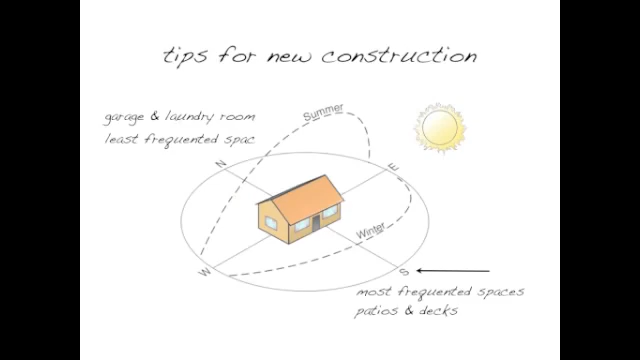 tips for new construction
garage & laundry room
least frequented spac
Summer
N
E
Winter
W
S
most frequented spaces
patios & decks